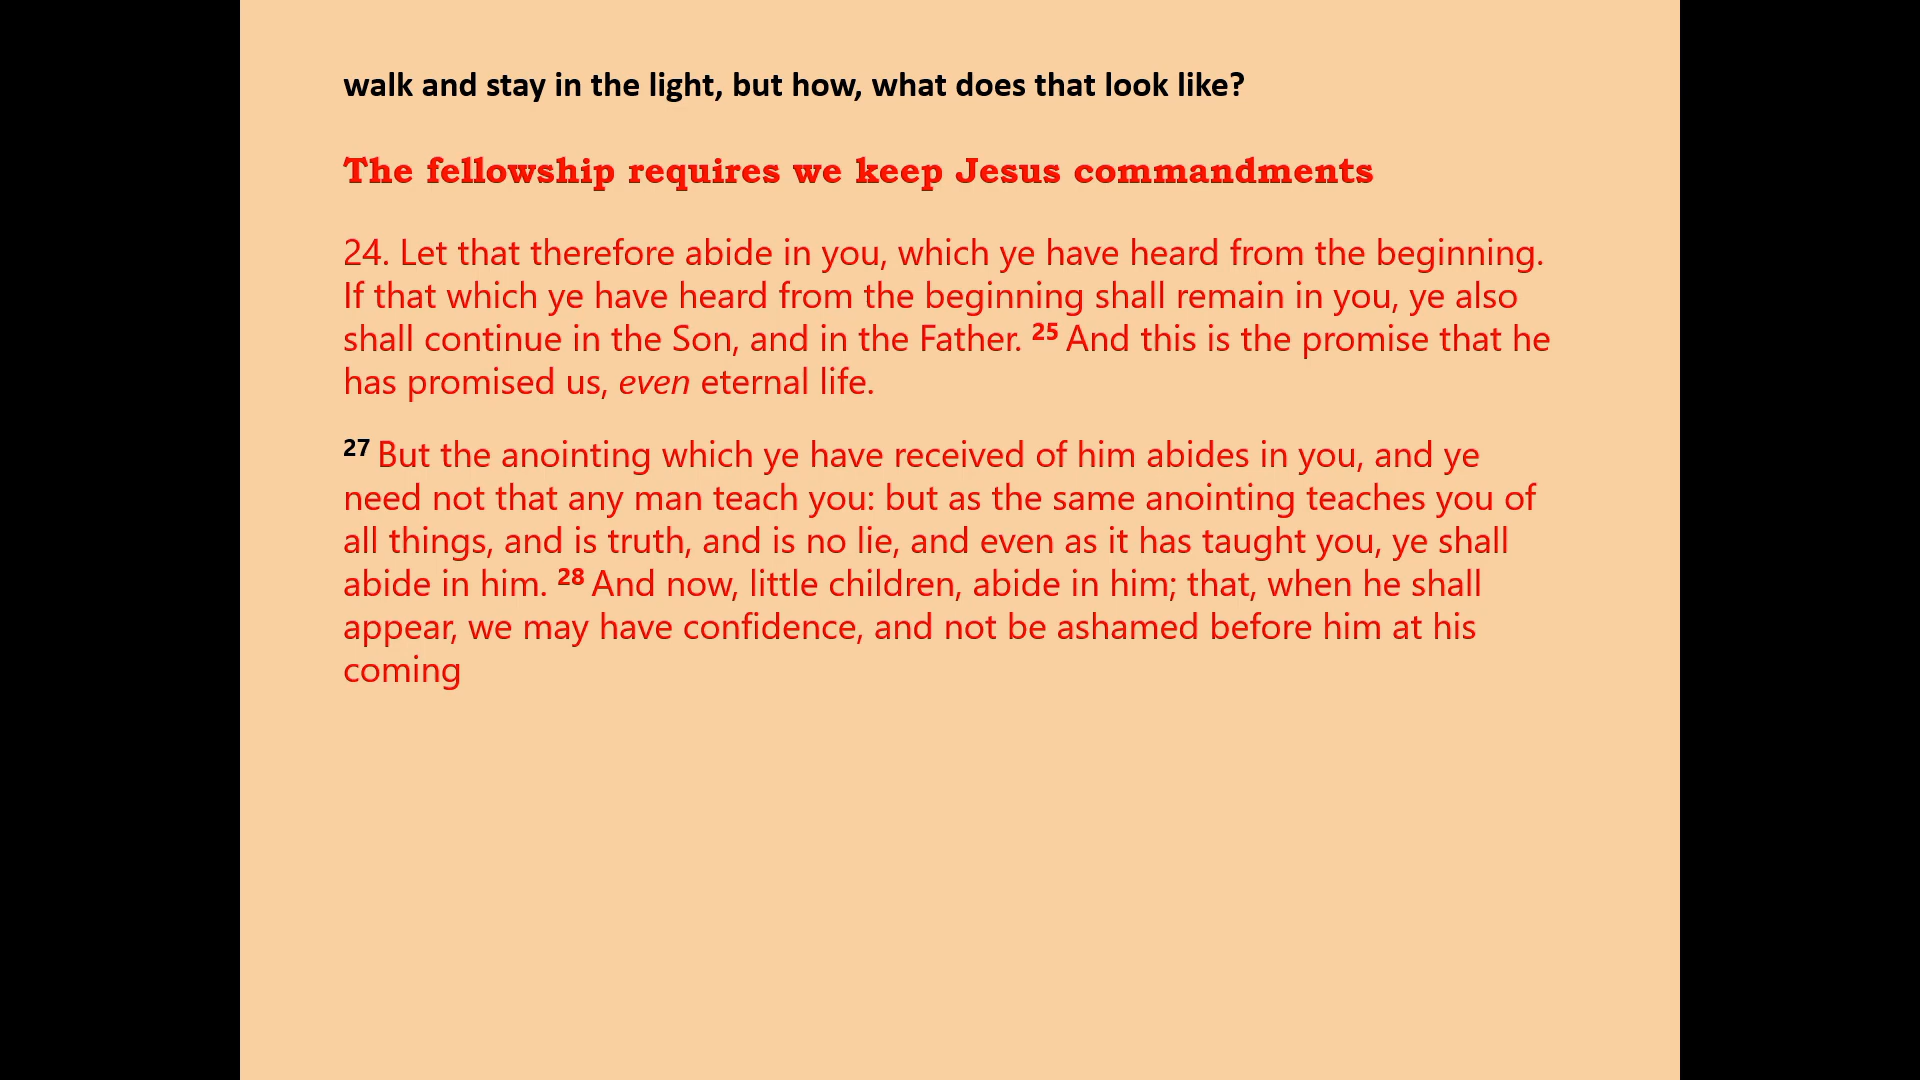 walk and stay in the light, but how, what does that look like?
The fellowship requires we keep Jesus commandments
24. Let that therefore abide in you, which ye have heard from the beginning.
If that which ye have heard from the beginning shall remain in you, ye also
shall continue in the Son, and in the Father. 25 And this is the promise that he
has promised us, even eternal life.
27 But the anointing which ye have received of him abides in you, and ye
need not that any man teach you: but as the same anointing teaches you of
all things, and is truth, and is no lie, and even as it has taught you, ye shall
abide in him. 28 And now, little children, abide in him; that, when he shall
appear, we may have confidence, and not be ashamed before him at his
coming